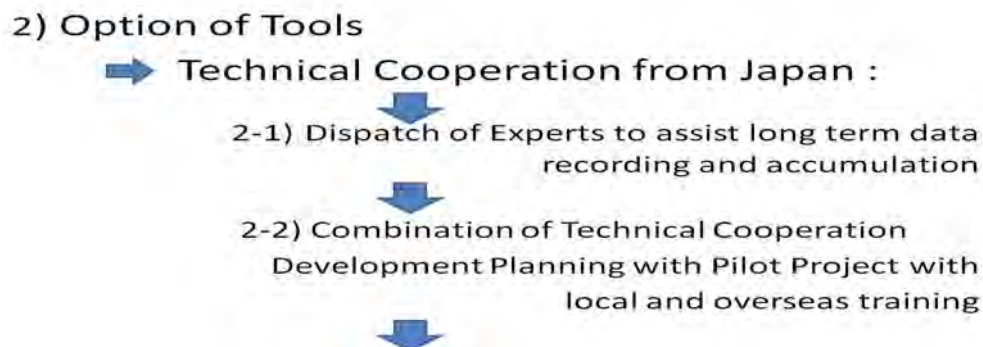 2) Option of Tools
Technical Cooperation from Japan :
2-1) Dispatch of Experts to assist long term data
recording and accumulation
2-2) Combination of Technical Cooperation
Development Planning with Pilot Project with
local and overseas training